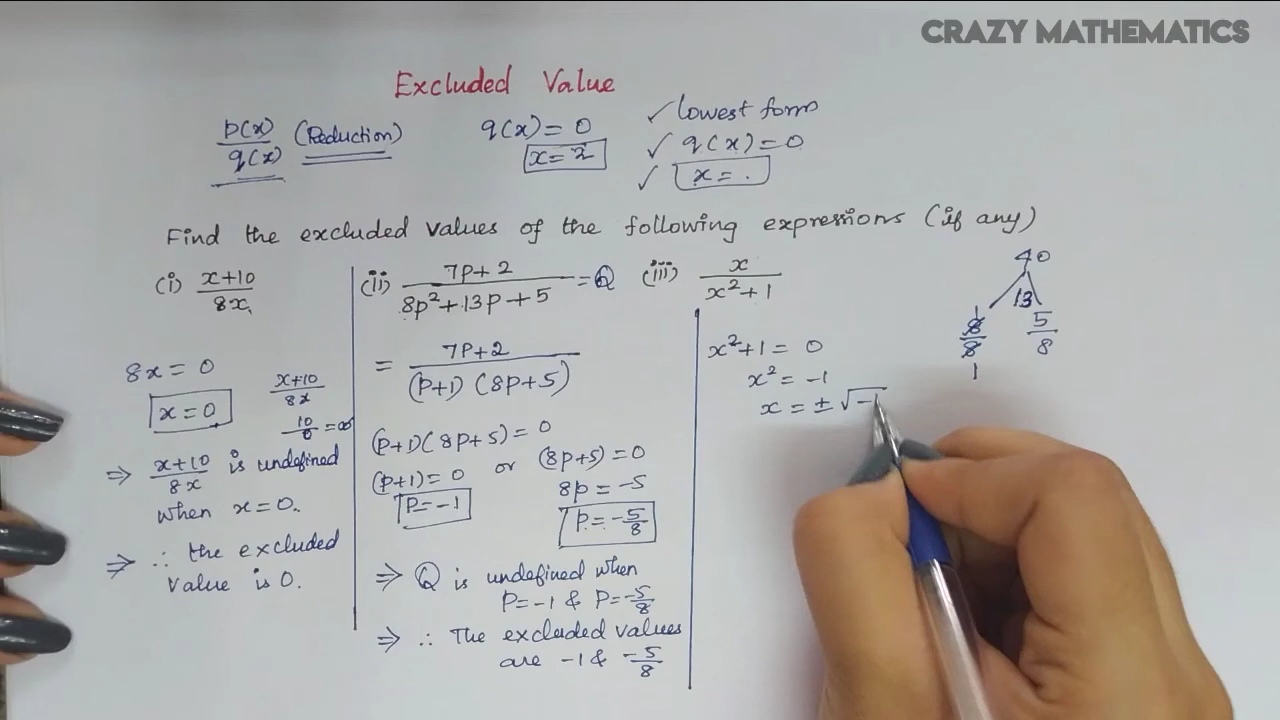 CRAZY MATHEMATICS
Excluded Value
p(x)/q(x) (Reduction)
q(x) = 0
x = 2
✓ lowest form
✓ q(x) = 0
✓ x = .
Find the excluded values of the following expressions (if any)
(i) x+10/8x
8x = 0
x = 0
x+10/8x
10/0 = ∞
⇒ x+10/8x is undefined
when x = 0.
⇒ ∴ the excluded
value is 0.
(ii) 7p+2/8p²+13p+5 = Q
= 7p+2/(p+1) (8p+5)
(p+1)(8p+5) = 0
(p+1) = 0 or (8p+5) = 0
p = -1
8p = -5
p = -5/8
⇒ Q is undefined when
p = -1 & p = -5/8
⇒ ∴ The excluded values
are -1 & -5/8
(iii) x/x²+1
x²+1 = 0
x² = -1
x = ± √-
40
13
1
8/8
1
5/8